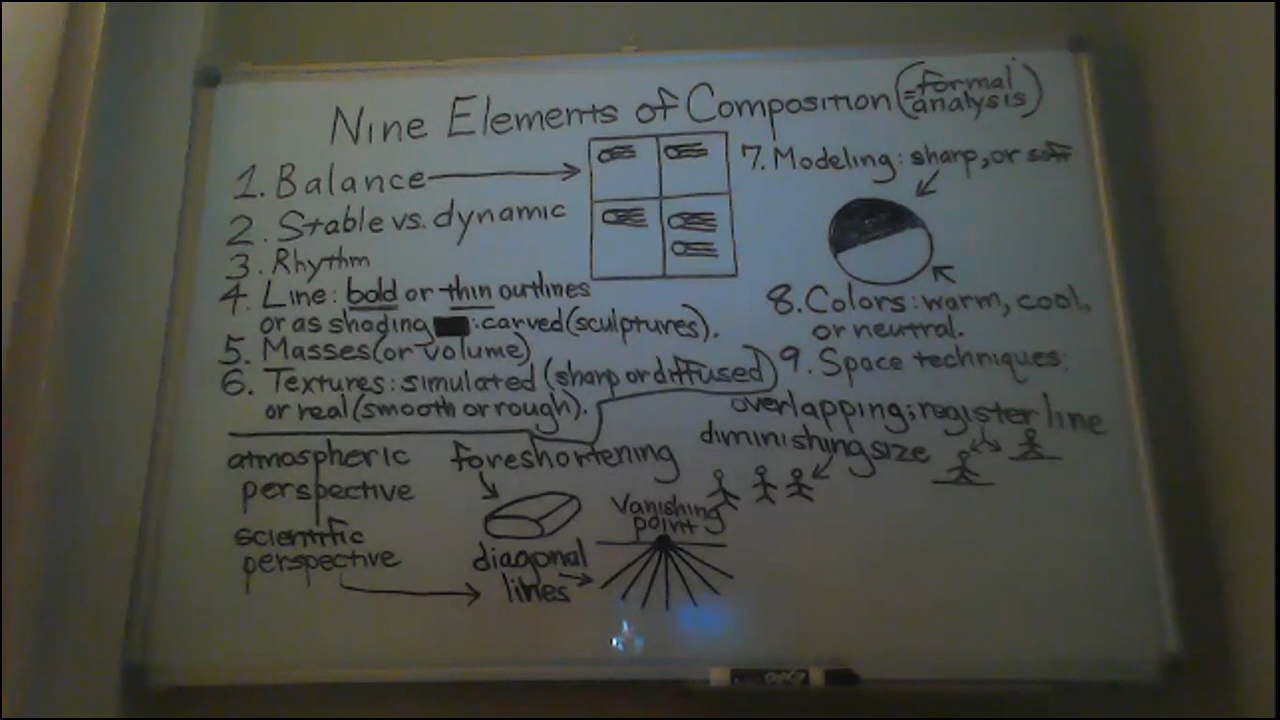 Nine Elements of Composition (=formal analysis)
1. Balance
2. Stable vs. dynamic
3. Rhythm
4. Line: bold or thin outlines
or as shading : carved (sculptures).
5. Masses (or volume)
6. Textures: simulated (sharp or diffused)
or real (smooth or rough).
7. Modeling: sharp, or soft
8. Colors: warm, cool,
or neutral.
9. Space techniques:
overlapping; register line
diminishing size
atmospheric
perspective
scientific
perspective
foreshortening
diagonal
lines
Vanishing
point